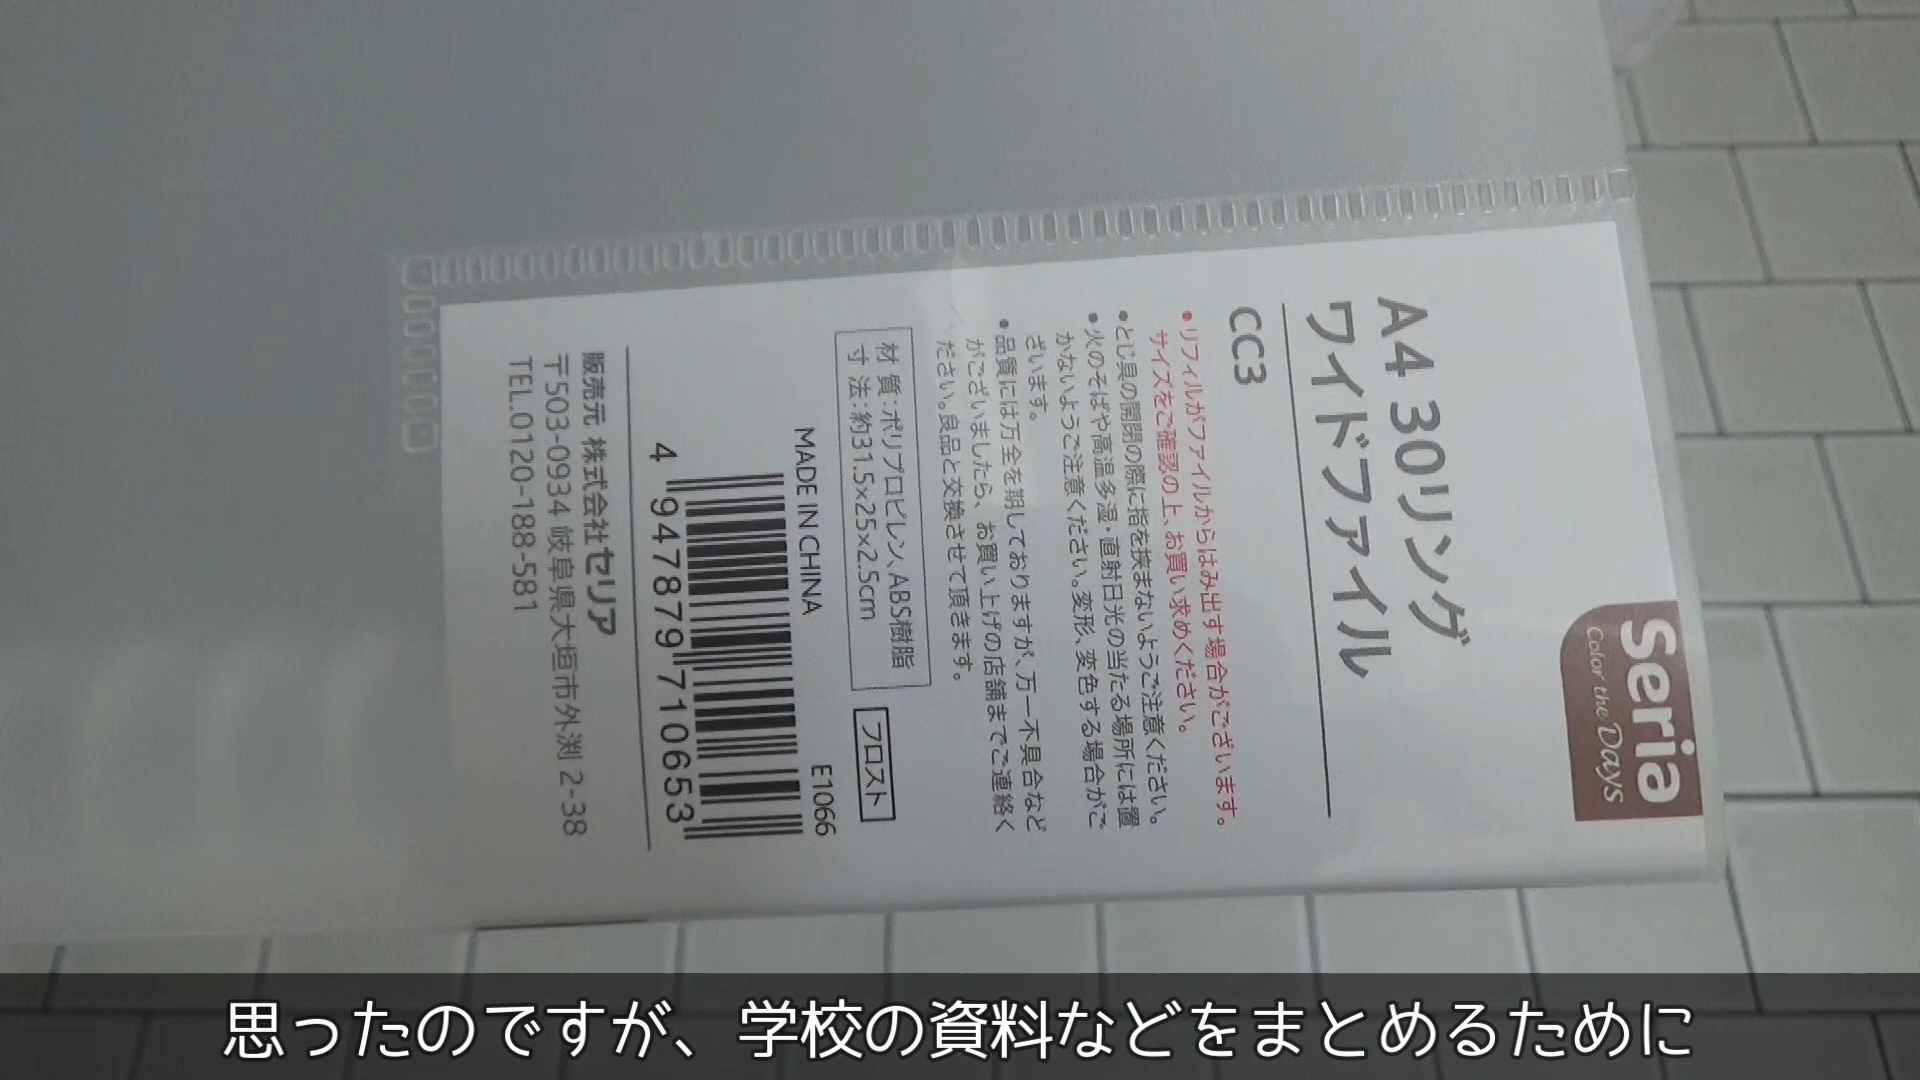 Seria
Color the Days
A4 30リング
ワイドファイル
CC3
●リフィルがファイルからはみ出す場合がございます。
サイズをご確認の上、お買い求めください。
●とじ具の開閉の際に指を挟まないようご注意ください。
●火のそばや高温多湿・直射日光の当たる場所には置
かないようご注意ください。変形、変色する場合がご
ざいます。
●品質には万全を期しておりますが、万一不具合など
がございましたら、お買い上げの店舗までご連絡く
ださい。良品と交換させて頂きます。
材 質:ポリプロピレン、ABS樹脂
寸 法:約31.5×25×2.5cm
フロスト
MADE IN CHINA
E1066
4 947879 710653
販売元 株式会社セリア
〒503-0934 岐阜県大垣市外渕 2-38
TEL.0120-188-581
思ったのですが、学校の資料などをまとめるために